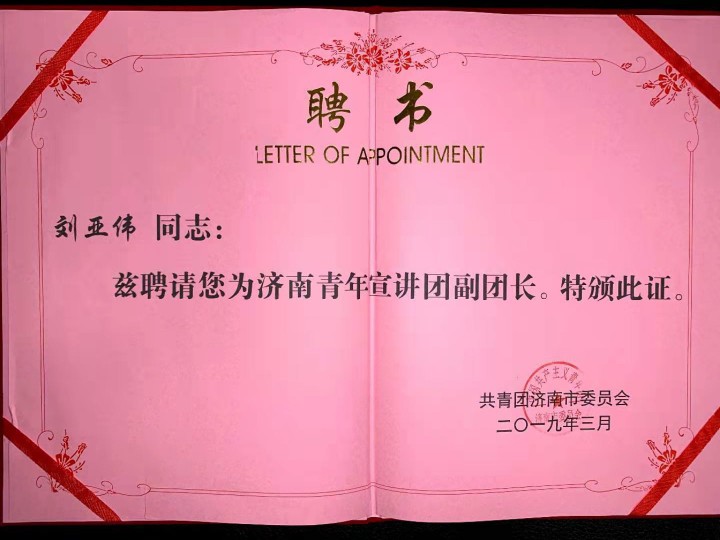 聘书
LETTER OF APPOINTMENT
刘亚伟 同志：
兹聘请您为济南青年宣讲团副团长。特颁此证。
共青团济南市委员会
二〇一九年三月